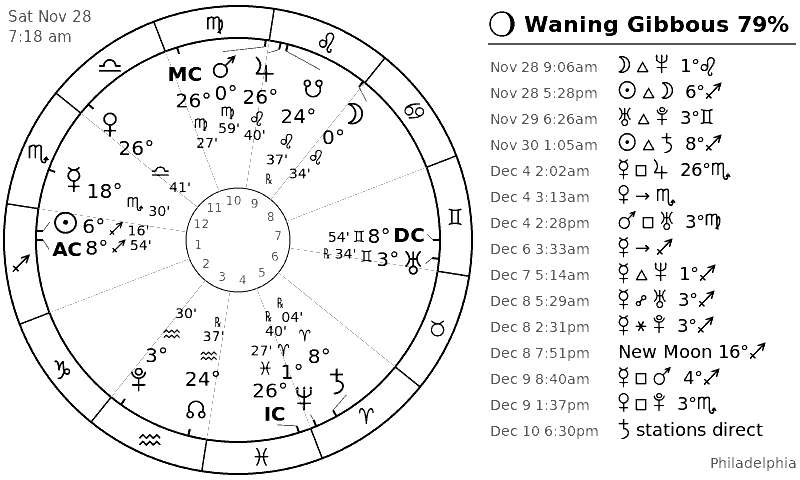 Sat Nov 28
7:18 am
☽ Waning Gibbous 79%
Nov 28 9:06am ☽ △ ♆ 1°♌
Nov 28 5:28pm ☉ △ ☽ 6°♐
Nov 29 6:26am ♅ △ ⯓ 3°♊
Nov 30 1:05am ☉ △ ♄ 8°♐
Dec 4 2:02am ☿ □ ♃ 26°♏
Dec 4 3:13am ♀ → ♏
Dec 4 2:28pm ♂ □ ♅ 3°♍
Dec 6 3:33am ☿ → ♐
Dec 7 5:14am ☿ △ ♆ 1°♐
Dec 8 5:29am ☿ ☍ ♅ 3°♐
Dec 8 2:31pm ☿ ⚹ ⯓ 3°♐
Dec 8 7:51pm New Moon 16°♐
Dec 9 8:40am ☿ □ ♂ 4°♐
Dec 9 1:37pm ♀ □ ⯓ 3°♏
Dec 10 6:30pm ♄ stations direct
Philadelphia
♍
♌
♋
♊
♉
♈
♓
♒
♑
♐
♏
♎
MC 26° ♍ 27'
♂ 0° ♍ 59'
♃ 26° ♌ 40'
☋ 24° ♌ 37' ℞
☽ 0° ♌ 34'
♀ 26° ♎ 41'
☿ 18° ♏ 30'
☉ 6° ♐ 16'
AC 8° ♐ 54'
54' ♊ 8° DC
℞ 34' ♊ 3° ♅
⯓ 3° ♒ 30'
☊ 24° ♒ 37' ℞
IC 26° ♓ 27'
♆ 1° ♈ 40' ℞
♄ 8° ♈ 04' ℞
1
2
3
4
5
6
7
8
9
10
11
12